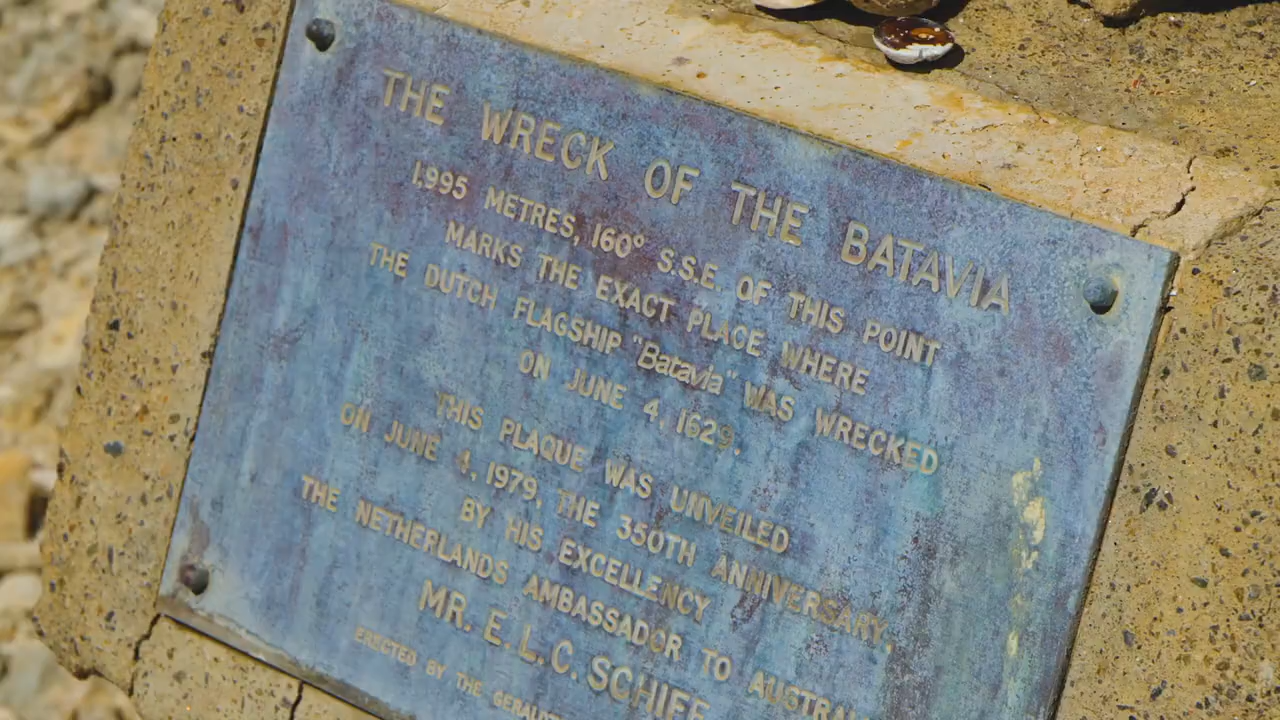 THE WRECK OF THE BATAVIA
1,995 METRES, 160° S.S.E. OF THIS POINT
MARKS THE EXACT PLACE WHERE
THE DUTCH FLAGSHIP "Batavia" WAS WRECKED
ON JUNE 4, 1629.
THIS PLAQUE WAS UNVEILED
ON JUNE 4, 1979, THE 350TH ANNIVERSARY,
BY HIS EXCELLENCY
THE NETHERLANDS AMBASSADOR TO
MR. E. L. C. SCHIFF
ERECTED BY THE